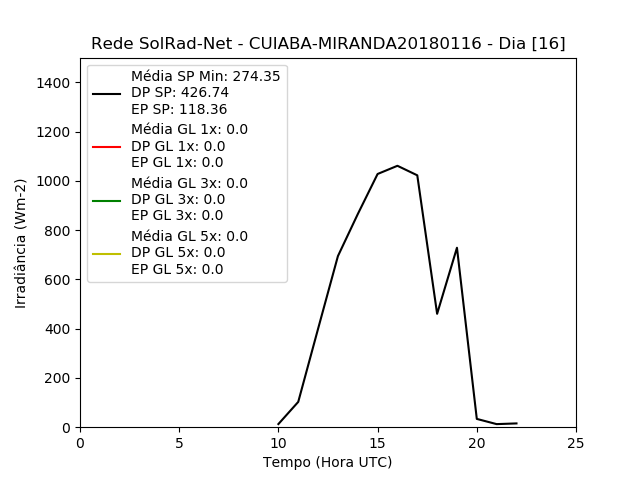 Rede SolRad-Net - CUIABA-MIRANDA20180116 - Dia [16]
Média SP Min: 274.35
DP SP: 426.74
EP SP: 118.36
Média GL 1x: 0.0
DP GL 1x: 0.0
EP GL 1x: 0.0
Média GL 3x: 0.0
DP GL 3x: 0.0
EP GL 3x: 0.0
Média GL 5x: 0.0
DP GL 5x: 0.0
EP GL 5x: 0.0
1400
1200
1000
800
600
400
200
0
Irradiância (Wm-2)
0 5 10 15 20 25
Tempo (Hora UTC)